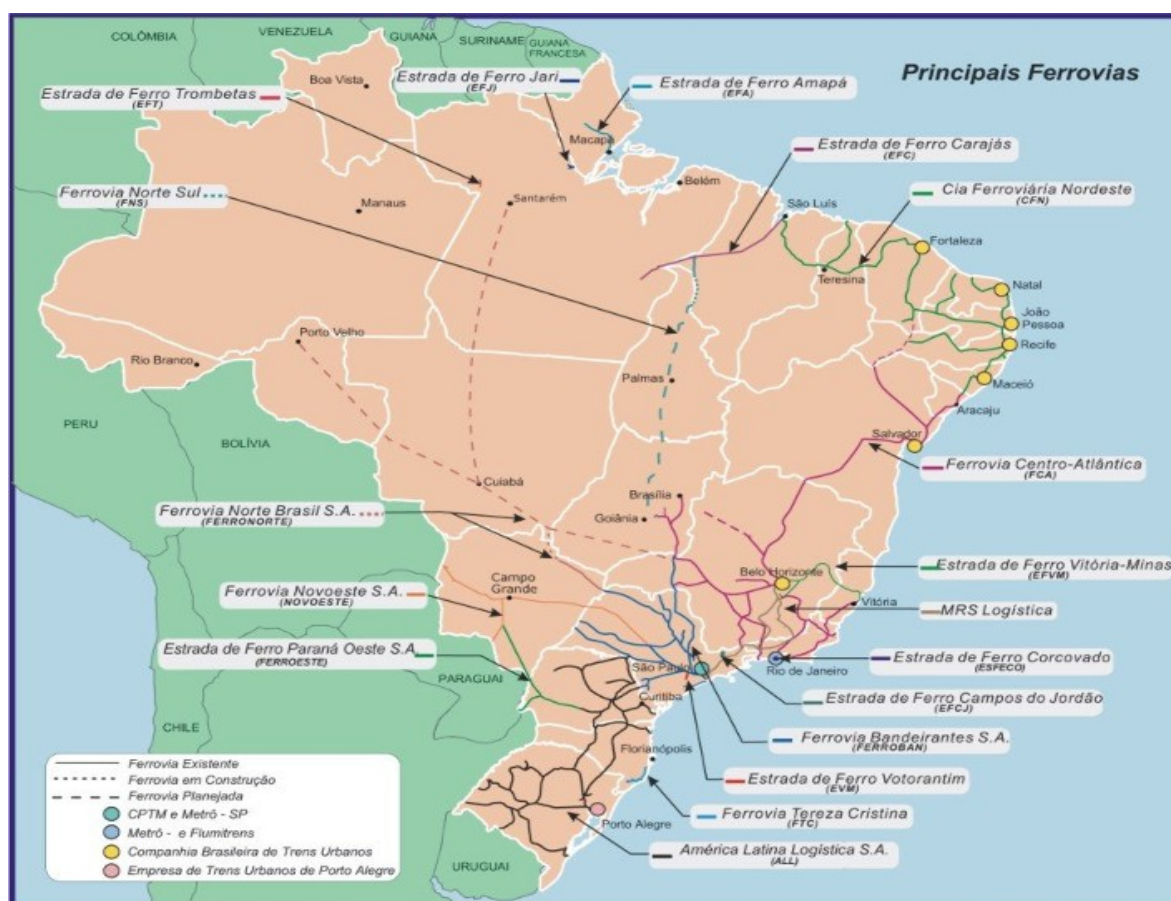 COLÔMBIA
VENEZUELA
GUIANA
SURINAME
GUIANA
FRANCESA
Principais Ferrovias
Boa Vista
Estrada de Ferro Jari
(EFJ)
Estrada de Ferro Amapá
(EFA)
Estrada de Ferro Trombetas
(EFT)
Macapá
Estrada de Ferro Carajás
(EFC)
Belém
Ferrovia Norte Sul
(FNS)
Santarém
Manaus
Cia Ferroviária Nordeste
(CFN)
São Luís
Fortaleza
Teresina
Natal
João
Pessoa
Porto Velho
Recife
Rio Branco
Palmas
Maceió
Aracaju
PERU
BOLÍVIA
Salvador
Ferrovia Centro-Atlântica
(FCA)
Cuiabá
Brasília
Goiânia
Ferrovia Norte Brasil S.A.
(FERRONORTE)
Estrada de Ferro Vitória-Minas
(EFVM)
Belo Horizonte
Campo
Grande
Ferrovia Novoeste S.A.
(NOVOESTE)
Vitória
MRS Logística
Estrada de Ferro Paraná Oeste S.A
(FERROESTE)
São Paulo
Rio de Janeiro
Estrada de Ferro Corcovado
(ESFECO)
PARAGUAI
Curitiba
Estrada de Ferro Campos do Jordão
(EFCJ)
CHILE
Florianópolis
Ferrovia Bandeirantes S.A.
(FERROBAN)
Estrada de Ferro Votorantim
(EVM)
Ferrovia Tereza Cristina
(FTC)
Porto Alegre
América Latina Logística S.A.
(ALL)
URUGUAI
Ferrovia Existente
Ferrovia em Construção
Ferrovia Planejada
CPTM e Metrô - SP
Metrô - e Flumitrens
Companhia Brasileira de Trens Urbanos
Empresa de Trens Urbanos de Porto Alegre